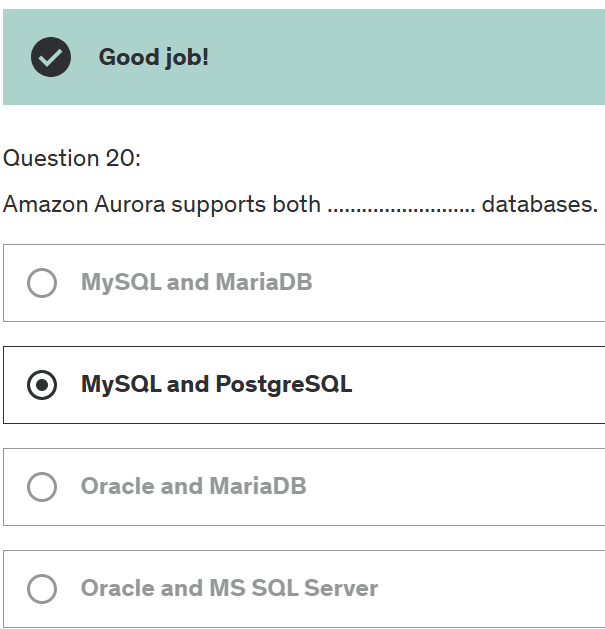 Good job!
Question 20:
Amazon Aurora supports both .......................... databases.
MySQL and MariaDB
MySQL and PostgreSQL
Oracle and MariaDB
Oracle and MS SQL Server